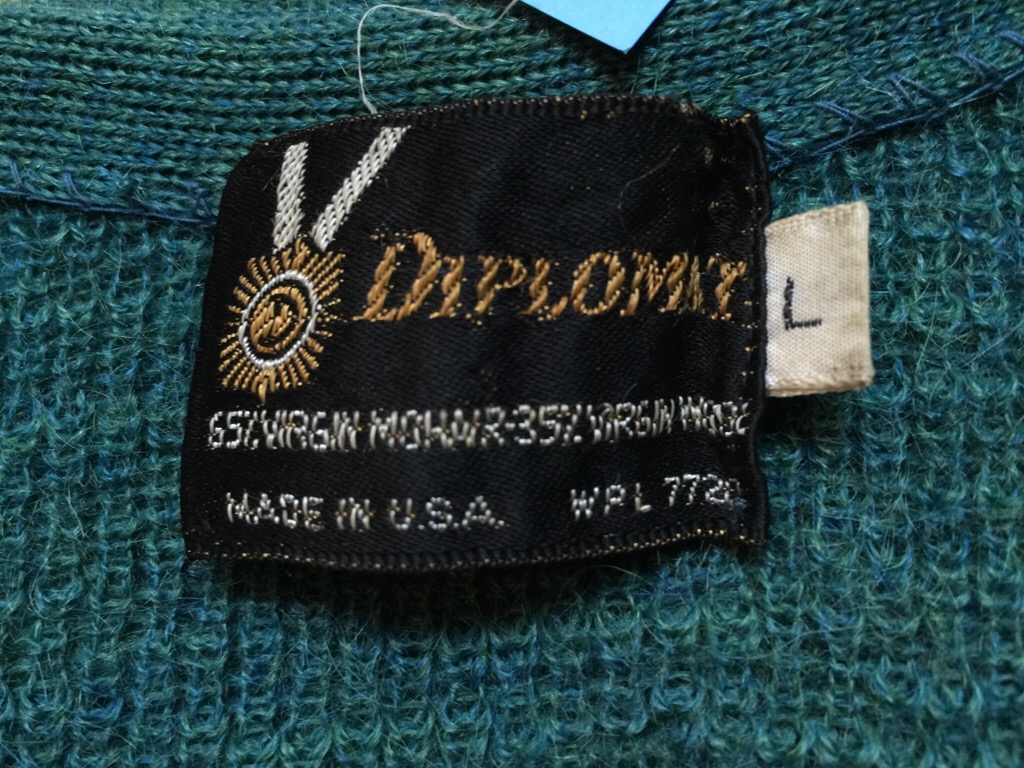 DIPLOMAT
L
65% VIRGIN MOHAIR-35% VIRGIN
MADE IN U.S.A. WPL